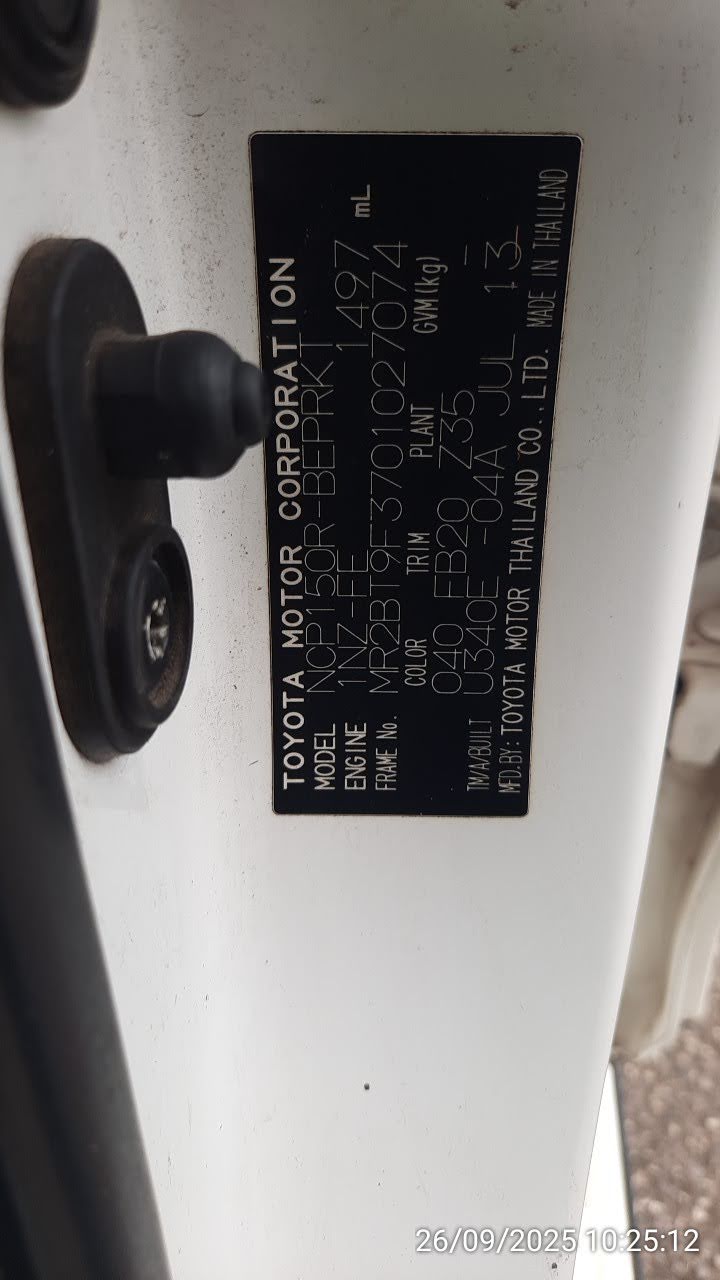 TOYOTA MOTOR CORPORATION
MODEL NCP150R-BEPRKT
ENGINE 1NZ-FE 1497 mL
FRAME No. MR2BT9F3701027074
COLOR TRIM PLANT GVM(kg)
040 FB20 Z35 -
TM/A/BUILT U340E -04A JUL 13
MFD.BY: TOYOTA MOTOR THAILAND CO.,LTD. MADE IN THAILAND
26/09/2025 10:25:12